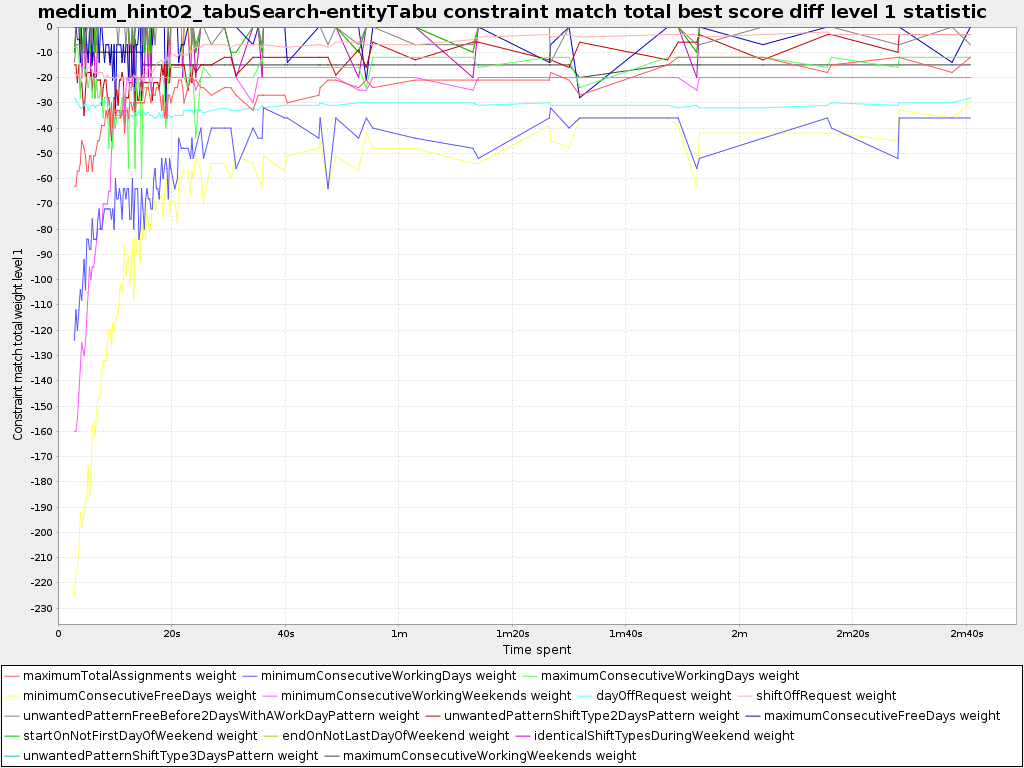 medium_hint02_tabuSearch-entityTabu constraint match total best score diff level 1 statistic
Constraint match total weight level 1
0
-10
-20
-30
-40
-50
-60
-70
-80
-90
-100
-110
-120
-130
-140
-150
-160
-170
-180
-190
-200
-210
-220
-230
0 20s 40s 1m 1m20s 1m40s 2m 2m20s 2m40s
Time spent
maximumTotalAssignments weight minimumConsecutiveWorkingDays weight maximumConsecutiveWorkingDays weight
minimumConsecutiveFreeDays weight minimumConsecutiveWorkingWeekends weight dayOffRequest weight shiftOffRequest weight
unwantedPatternFreeBefore2DaysWithAWorkDayPattern weight unwantedPatternShiftType2DaysPattern weight maximumConsecutiveFreeDays weight
startOnNotFirstDayOfWeekend weight endOnNotLastDayOfWeekend weight identicalShiftTypesDuringWeekend weight
unwantedPatternShiftType3DaysPattern weight maximumConsecutiveWorkingWeekends weight